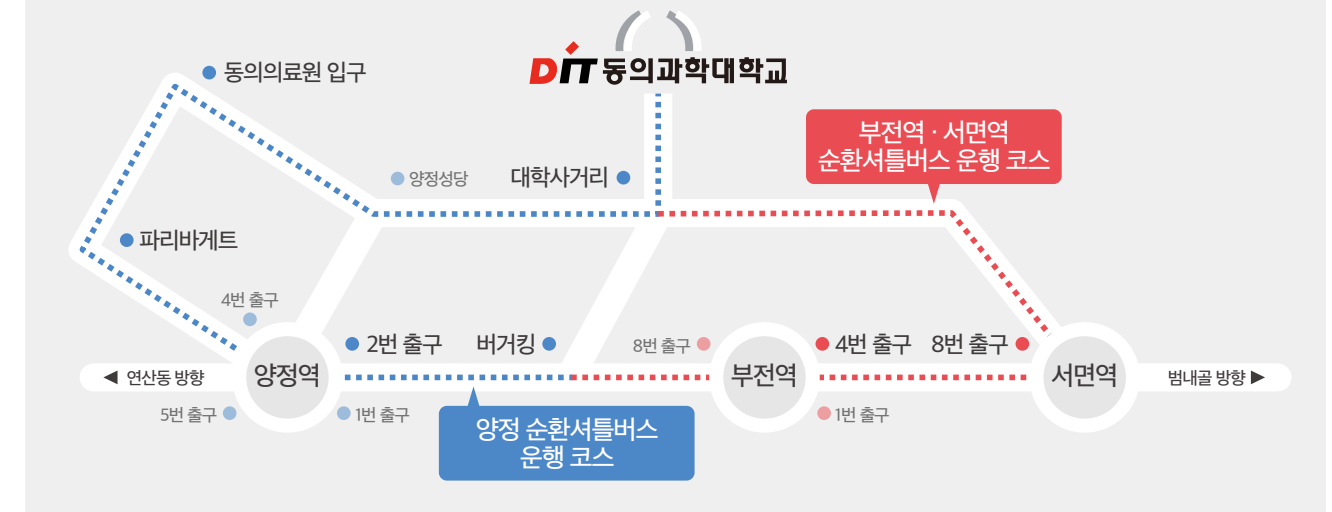 DIT 동의과학대학교
동의의료원 입구
부전역 · 서면역
순환셔틀버스 운행 코스
양정성당
대학사거리
파리바게트
4번 출구
2번 출구
버거킹
8번 출구
4번 출구
8번 출구
연산동 방향
양정역
부전역
서면역
범내골 방향
5번 출구
1번 출구
1번 출구
양정 순환셔틀버스
운행 코스